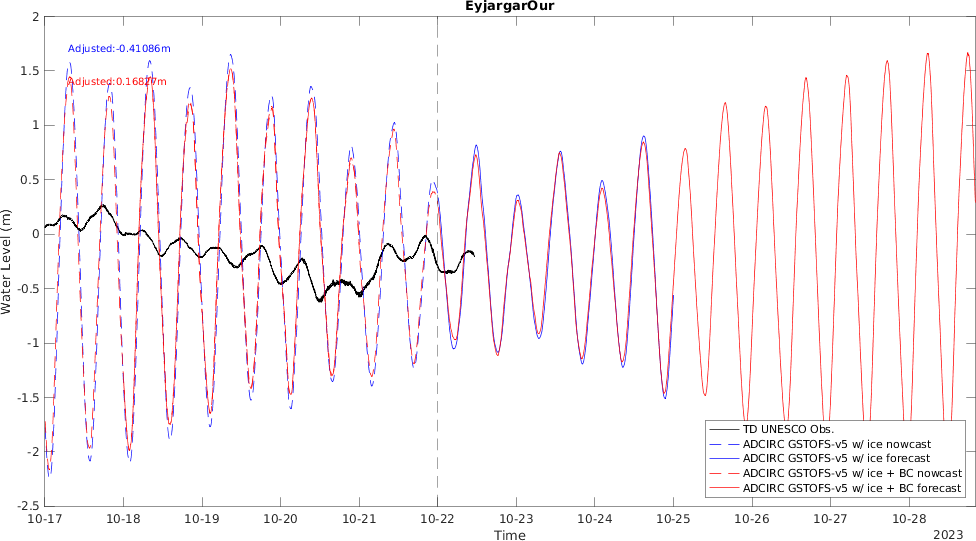 EyjargarOur
Adjusted:-0.41086m
Adjusted:0.16827m
Water Level (m)
2
1.5
1
0.5
0
-0.5
-1
-1.5
-2
-2.5
TD UNESCO Obs.
ADCIRC GSTOFS-v5 w/ ice nowcast
ADCIRC GSTOFS-v5 w/ ice forecast
ADCIRC GSTOFS-v5 w/ ice + BC nowcast
ADCIRC GSTOFS-v5 w/ ice + BC forecast
10-17 10-18 10-19 10-20 10-21 10-22 10-23 10-24 10-25 10-26 10-27 10-28
Time
2023